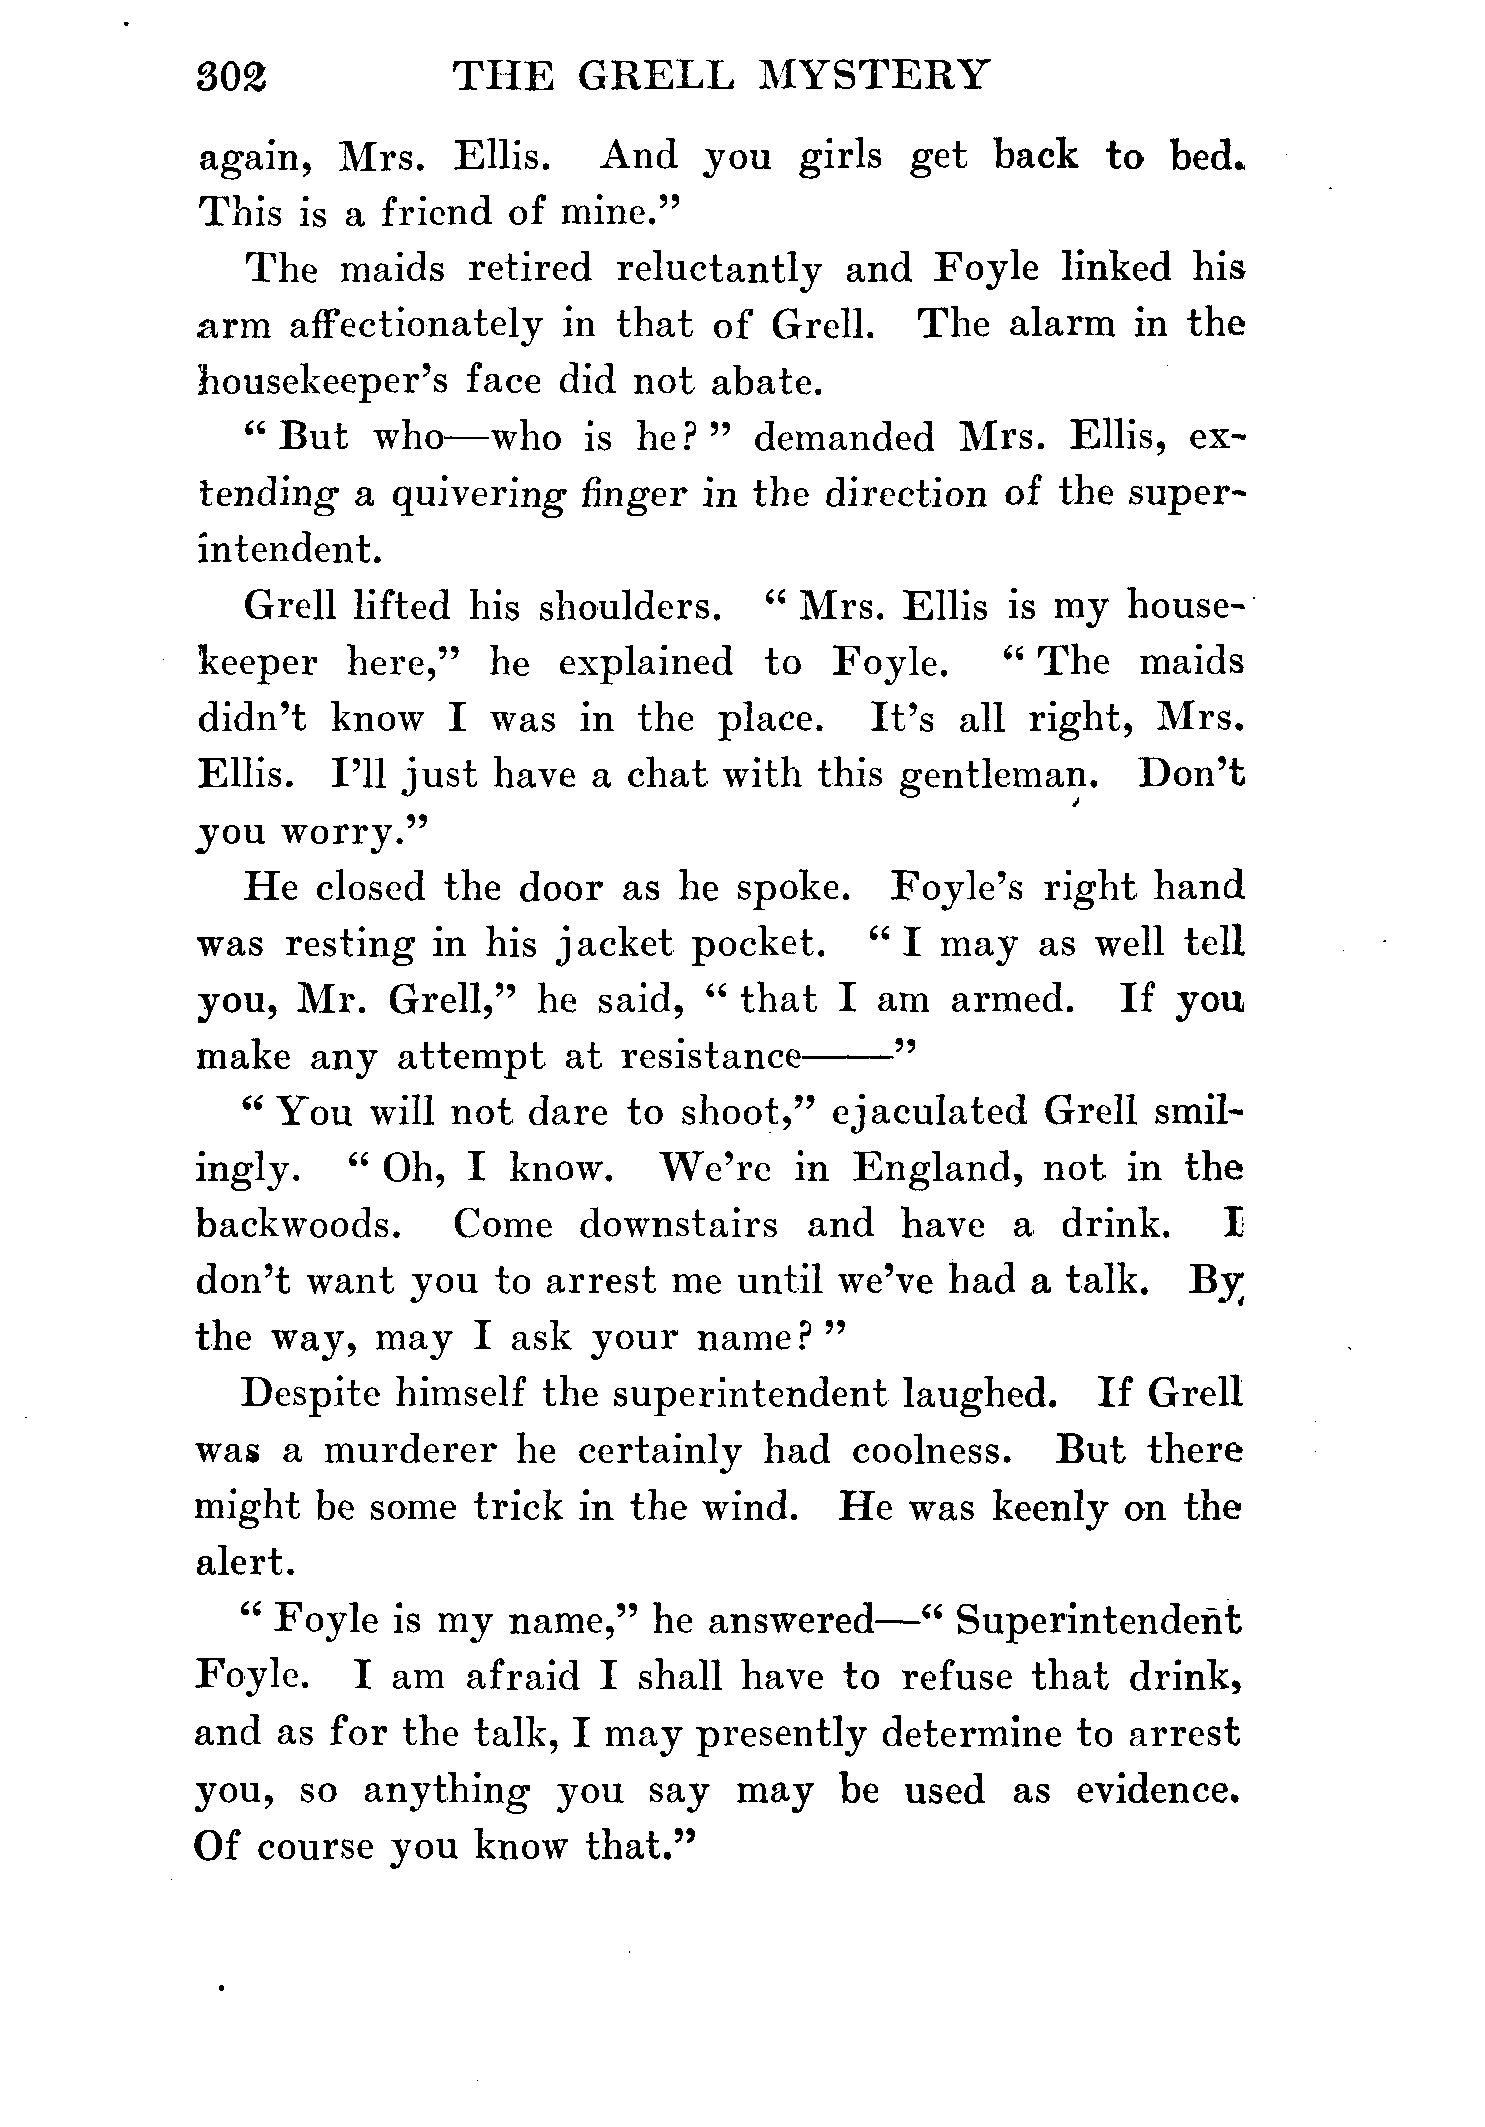 302 THE GRELL MYSTERY
again, Mrs. Ellis. And you girls get back to bed.
This is a friend of mine.”
The maids retired reluctantly and Foyle linked his
arm affectionately in that of Grell. The alarm in the
housekeeper’s face did not abate.
“ But who—who is he? ” demanded Mrs. Ellis, ex-
tending a quivering finger in the direction of the super-
intendent.
Grell lifted his shoulders. “ Mrs. Ellis is my house-
keeper here,” he explained to Foyle. “ The maids
didn’t know I was in the place. It’s all right, Mrs.
Ellis. I’ll just have a chat with this gentleman. Don’t
you worry.”
He closed the door as he spoke. Foyle’s right hand
was resting in his jacket pocket. “ I may as well tell
you, Mr. Grell,” he said, “ that I am armed. If you
make any attempt at resistance——”
“ You will not dare to shoot,” ejaculated Grell smil-
ingly. “ Oh, I know. We’re in England, not in the
backwoods. Come downstairs and have a drink. I
don’t want you to arrest me until we’ve had a talk. By
the way, may I ask your name? ”
Despite himself the superintendent laughed. If Grell
was a murderer he certainly had coolness. But there
might be some trick in the wind. He was keenly on the
alert.
“ Foyle is my name,” he answered—“ Superintendent
Foyle. I am afraid I shall have to refuse that drink,
and as for the talk, I may presently determine to arrest
you, so anything you say may be used as evidence.
Of course you know that.”